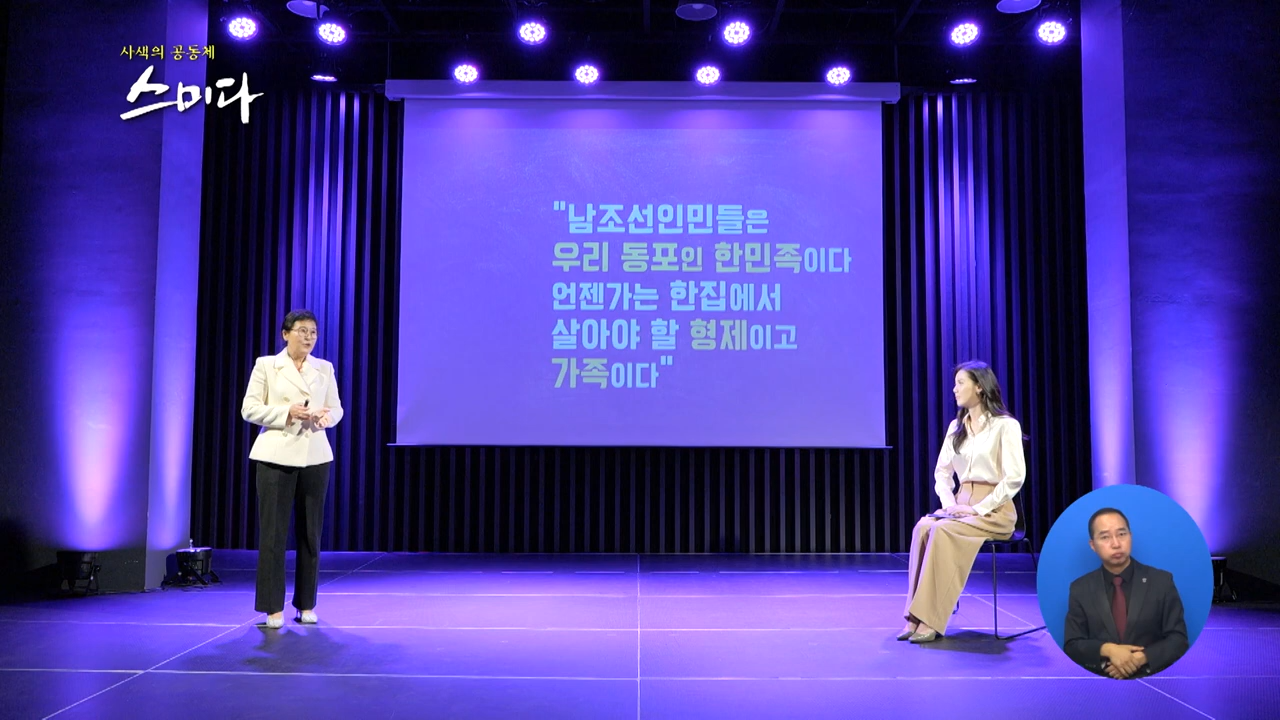 사색의 공동체
스미다
"남조선인민들은
우리 동포인 한민족이다
언젠가는 한집에서
살아야 할 형제이고
가족이다"